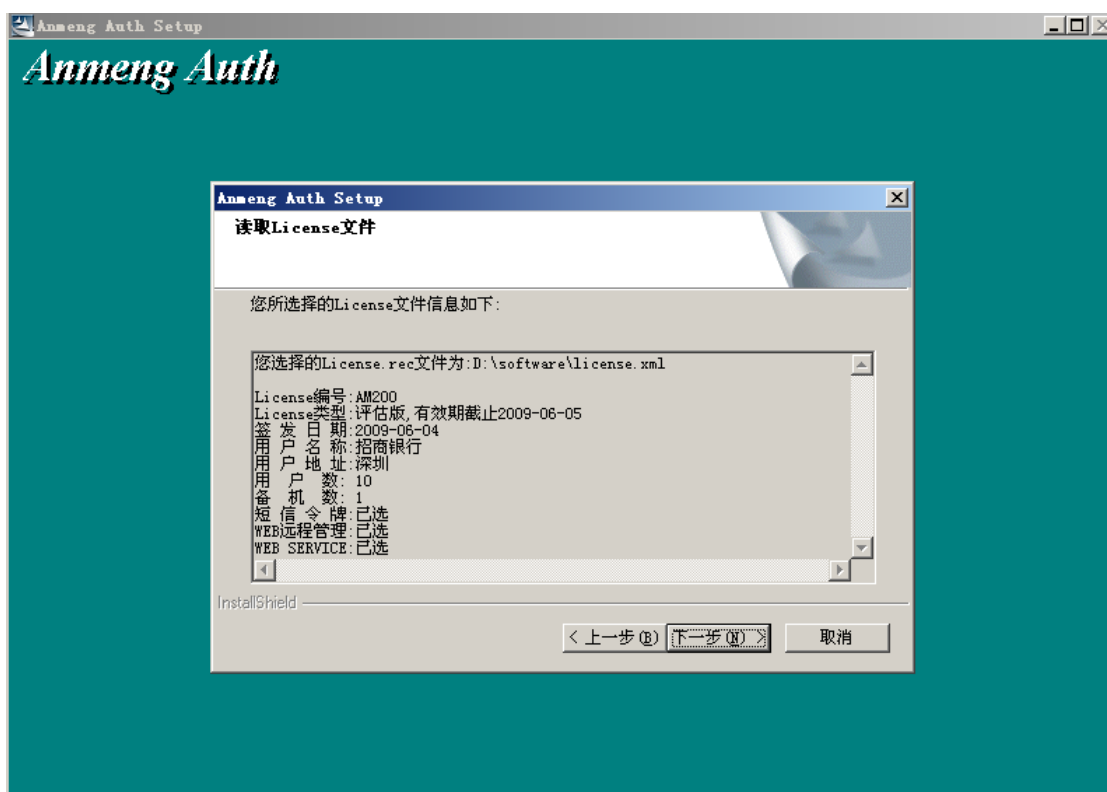 Anmeng Auth Setup
Anmeng Auth
Anmeng Auth Setup
读取License文件
您所选择的License文件信息如下:
您选择的License.rec文件为:D:\software\license.xml
License编号:AM200
License类型:评估版,有效期截止2009-06-05
签 发 日 期:2009-06-04
用 户 名 称:招商银行
用 户 地 址:深圳
用 户 数: 10
备 机 数: 1
短 信 令 牌:已选
WEB远程管理:已选
WEB SERVICE:已选
InstallShield
< 上一步(B) 下一步(N) > 取消